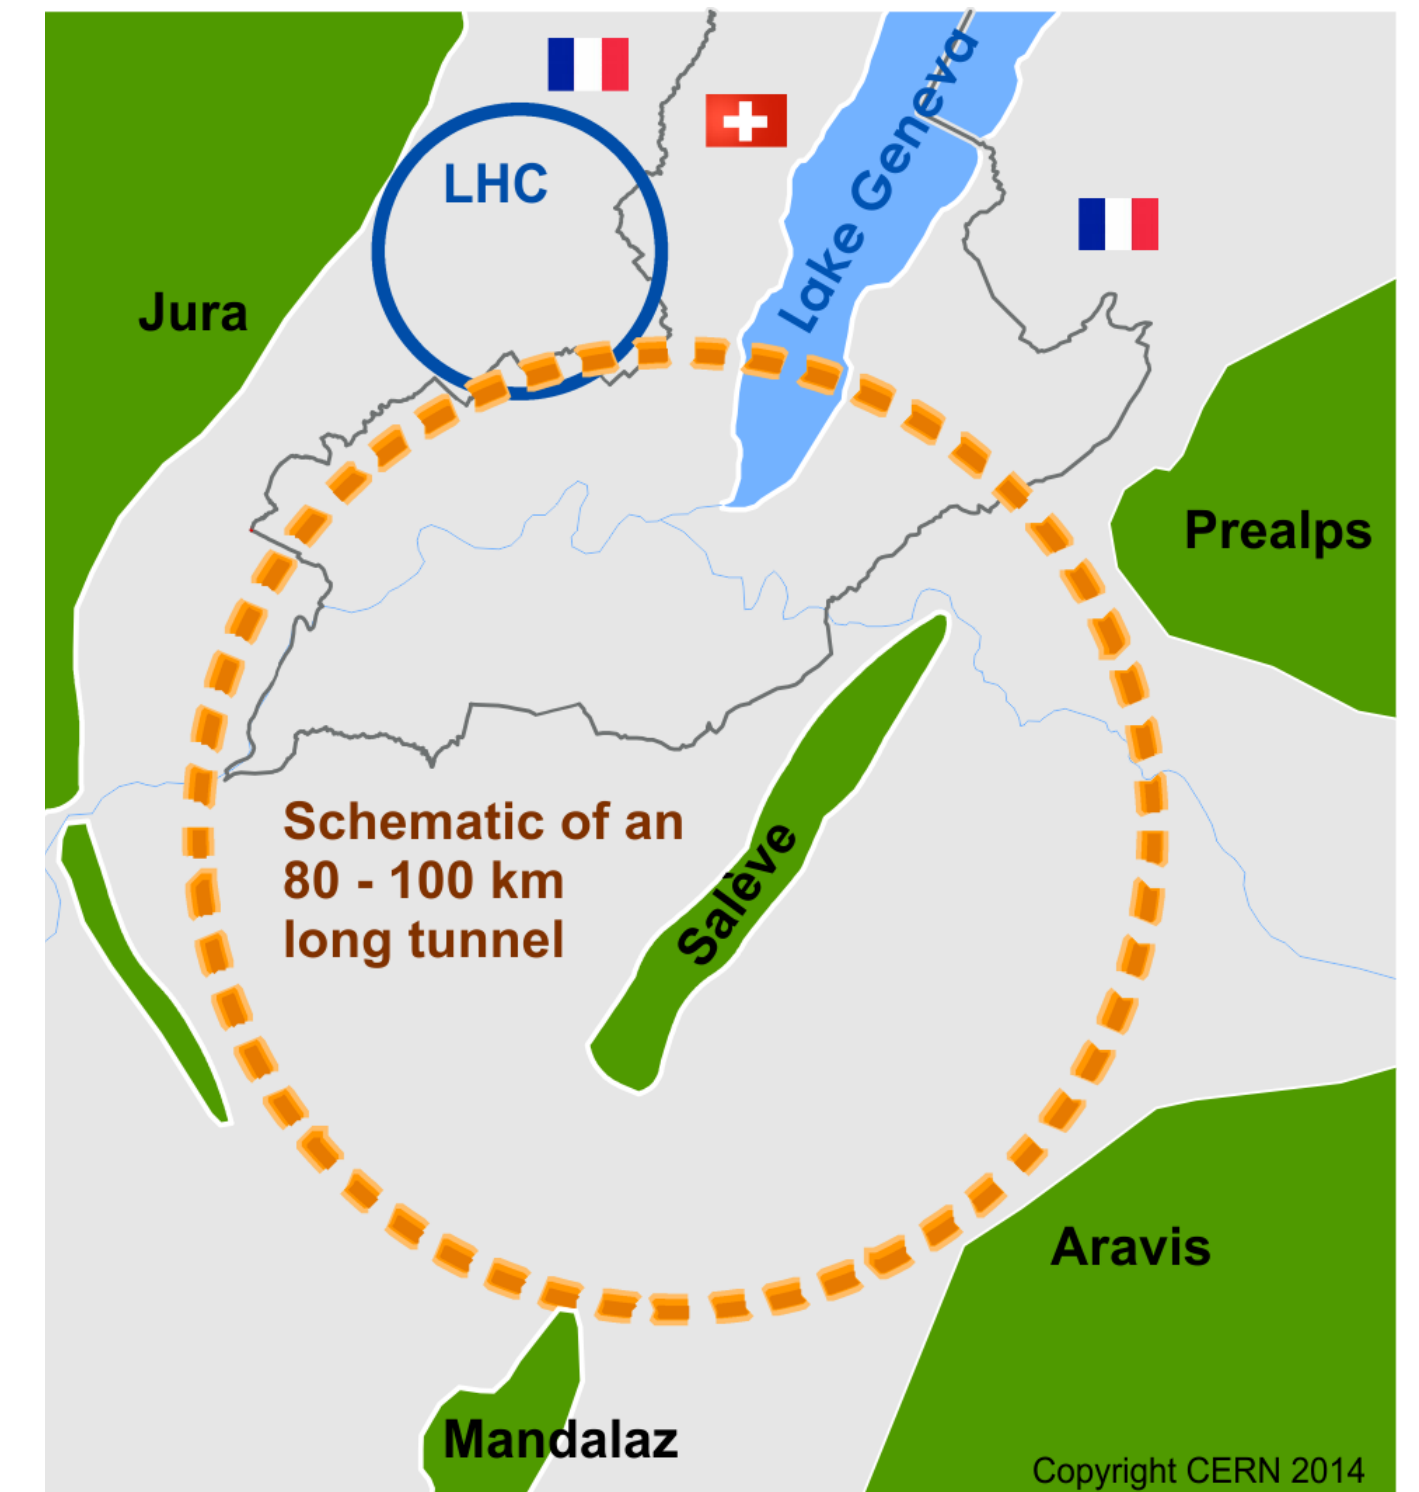 LHC
Lake Geneva
Jura
Prealps
Schematic of an
80 - 100 km
long tunnel
Salève
Aravis
Mandalaz
Copyright CERN 2014